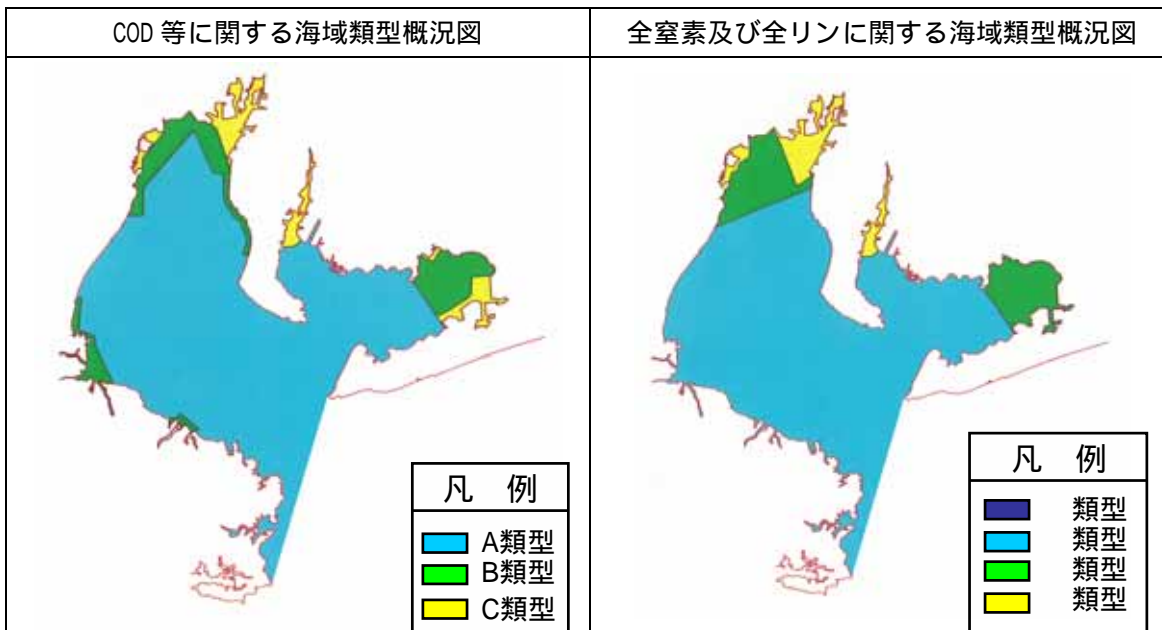 COD 等に関する海域類型概況図
全窒素及び全リンに関する海域類型概況図
凡 例
A類型
B類型
C類型
凡 例
類型
類型
類型
類型